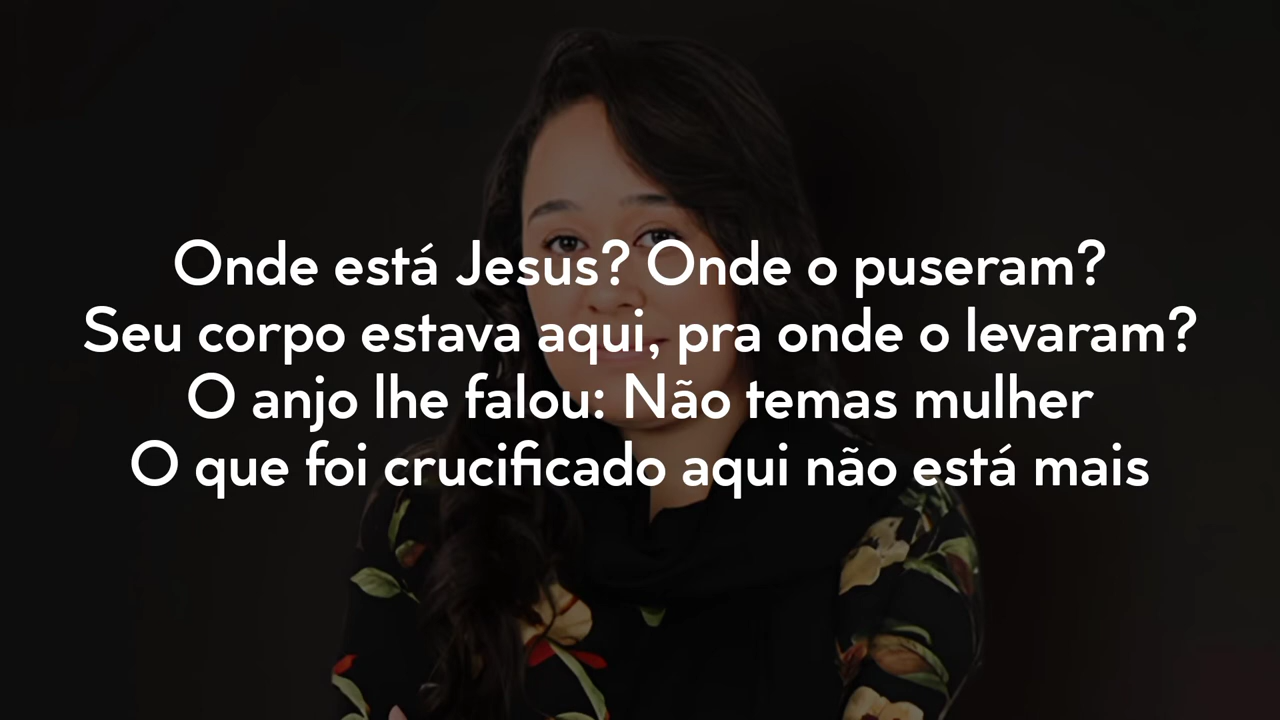 Onde está Jesus? Onde o puseram?
Seu corpo estava aqui, pra onde o levaram?
O anjo lhe falou: Não temas mulher
O que foi crucificado aqui não está mais